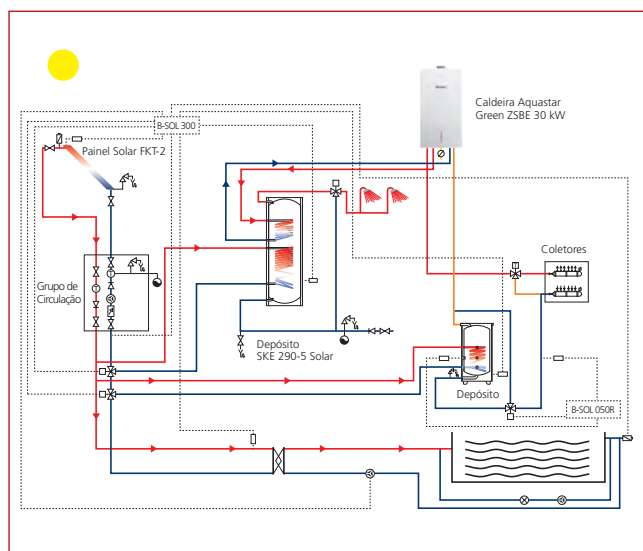 B-SOL 300
Painel Solar FKT-2
Caldeira Aquastar
Green ZSBE 30 kW
Coletores
Grupo de
Circulação
T
T
T
Depósito
SKE 290-5 Solar
Depósito
B-SOL 050R